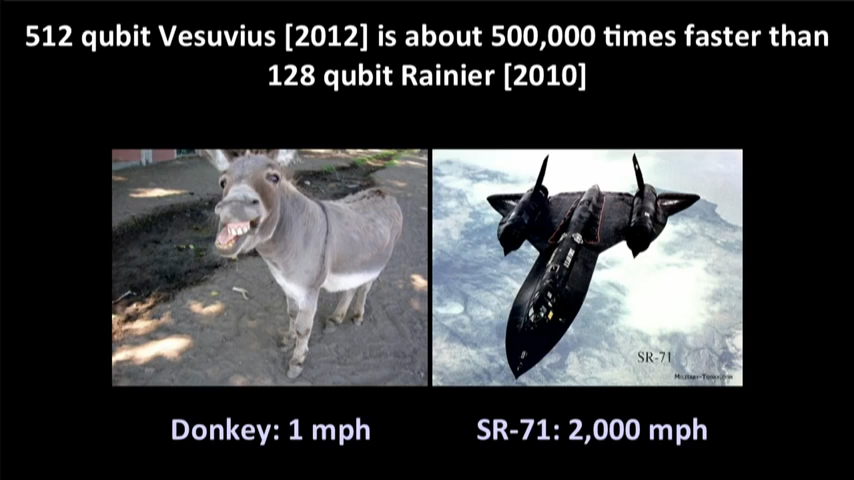 512 qubit Vesuvius [2012] is about 500,000 times faster than
128 qubit Rainier [2010]
SR-71
Donkey: 1 mph
SR-71: 2,000 mph